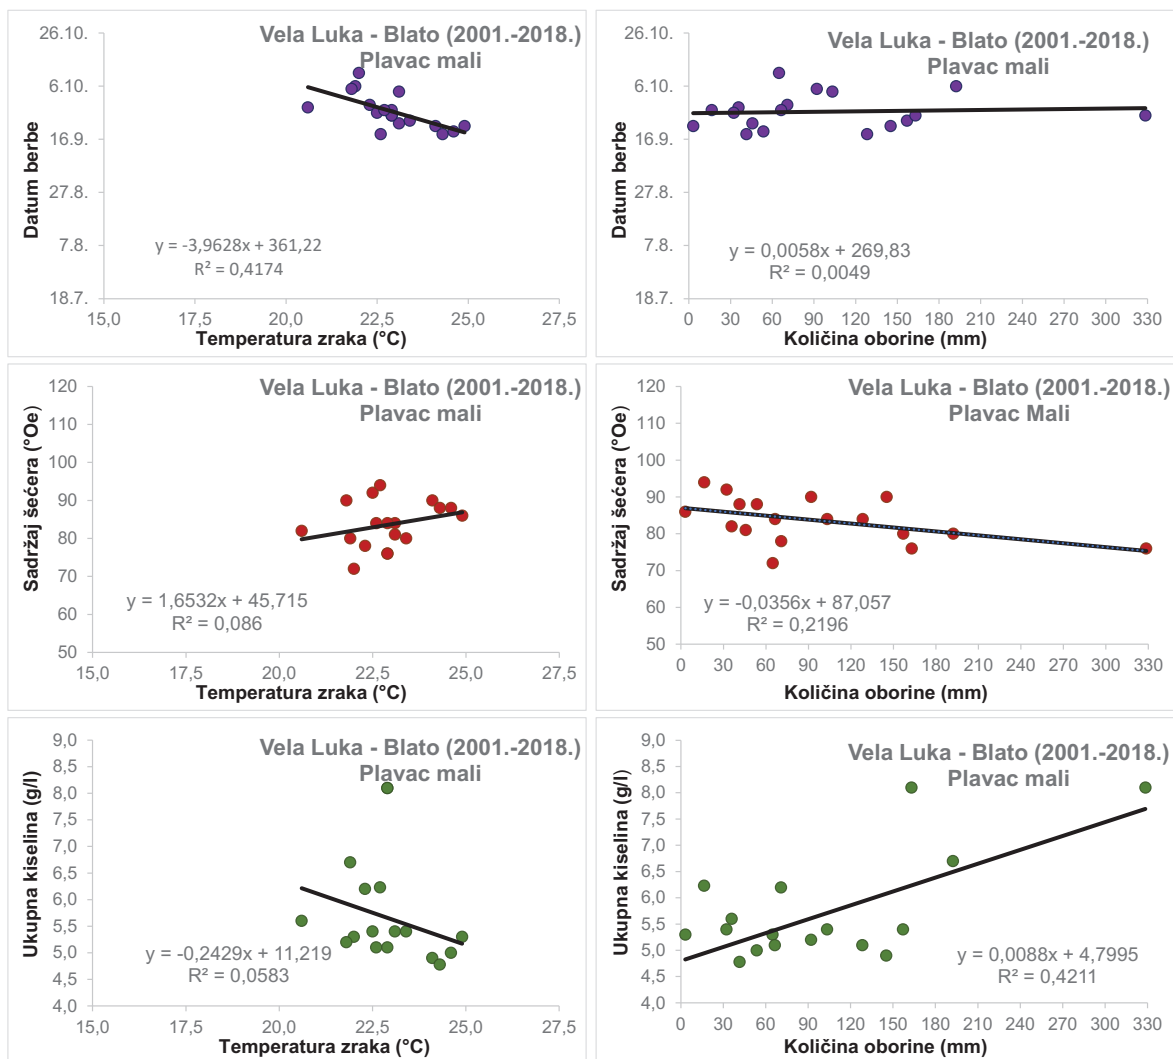 Vela Luka - Blato (2001.-2018.)
Plavac mali
Datum berbe
26.10.
6.10.
16.9.
27.8.
7.8.
18.7.
y = -3,9628x + 361,22
R² = 0,4174
15,0 17,5 20,0 22,5 25,0 27,5
Temperatura zraka (°C)
Vela Luka - Blato (2001.-2018.)
Plavac mali
Datum berbe
26.10.
6.10.
16.9.
27.8.
7.8.
18.7.
y = 0,0058x + 269,83
R² = 0,0049
0 30 60 90 120 150 180 210 240 270 300 330
Količina oborine (mm)
Vela Luka - Blato (2001.-2018.)
Plavac mali
Sadržaj šećera (°Oe)
120
110
100
90
80
70
60
50
y = 1,6532x + 45,715
R² = 0,086
15,0 17,5 20,0 22,5 25,0 27,5
Temperatura zraka (°C)
Vela Luka - Blato (2001.-2018.)
Plavac Mali
Sadržaj šećera (°Oe)
120
110
100
90
80
70
60
50
y = -0,0356x + 87,057
R² = 0,2196
0 30 60 90 120 150 180 210 240 270 300 330
Količina oborine (mm)
Vela Luka - Blato (2001.-2018.)
Plavac mali
Ukupna kiselina (g/l)
9,0
8,5
8,0
7,5
7,0
6,5
6,0
5,5
5,0
4,5
4,0
y = -0,2429x + 11,219
R² = 0,0583
15,0 17,5 20,0 22,5 25,0 27,5
Temperatura zraka (°C)
Vela Luka - Blato (2001.-2018.)
Plavac mali
Ukupna kiselina (g/l)
9,0
8,5
8,0
7,5
7,0
6,5
6,0
5,5
5,0
4,5
4,0
y = 0,0088x + 4,7995
R² = 0,4211
0 30 60 90 120 150 180 210 240 270 300 330
Količina oborine (mm)